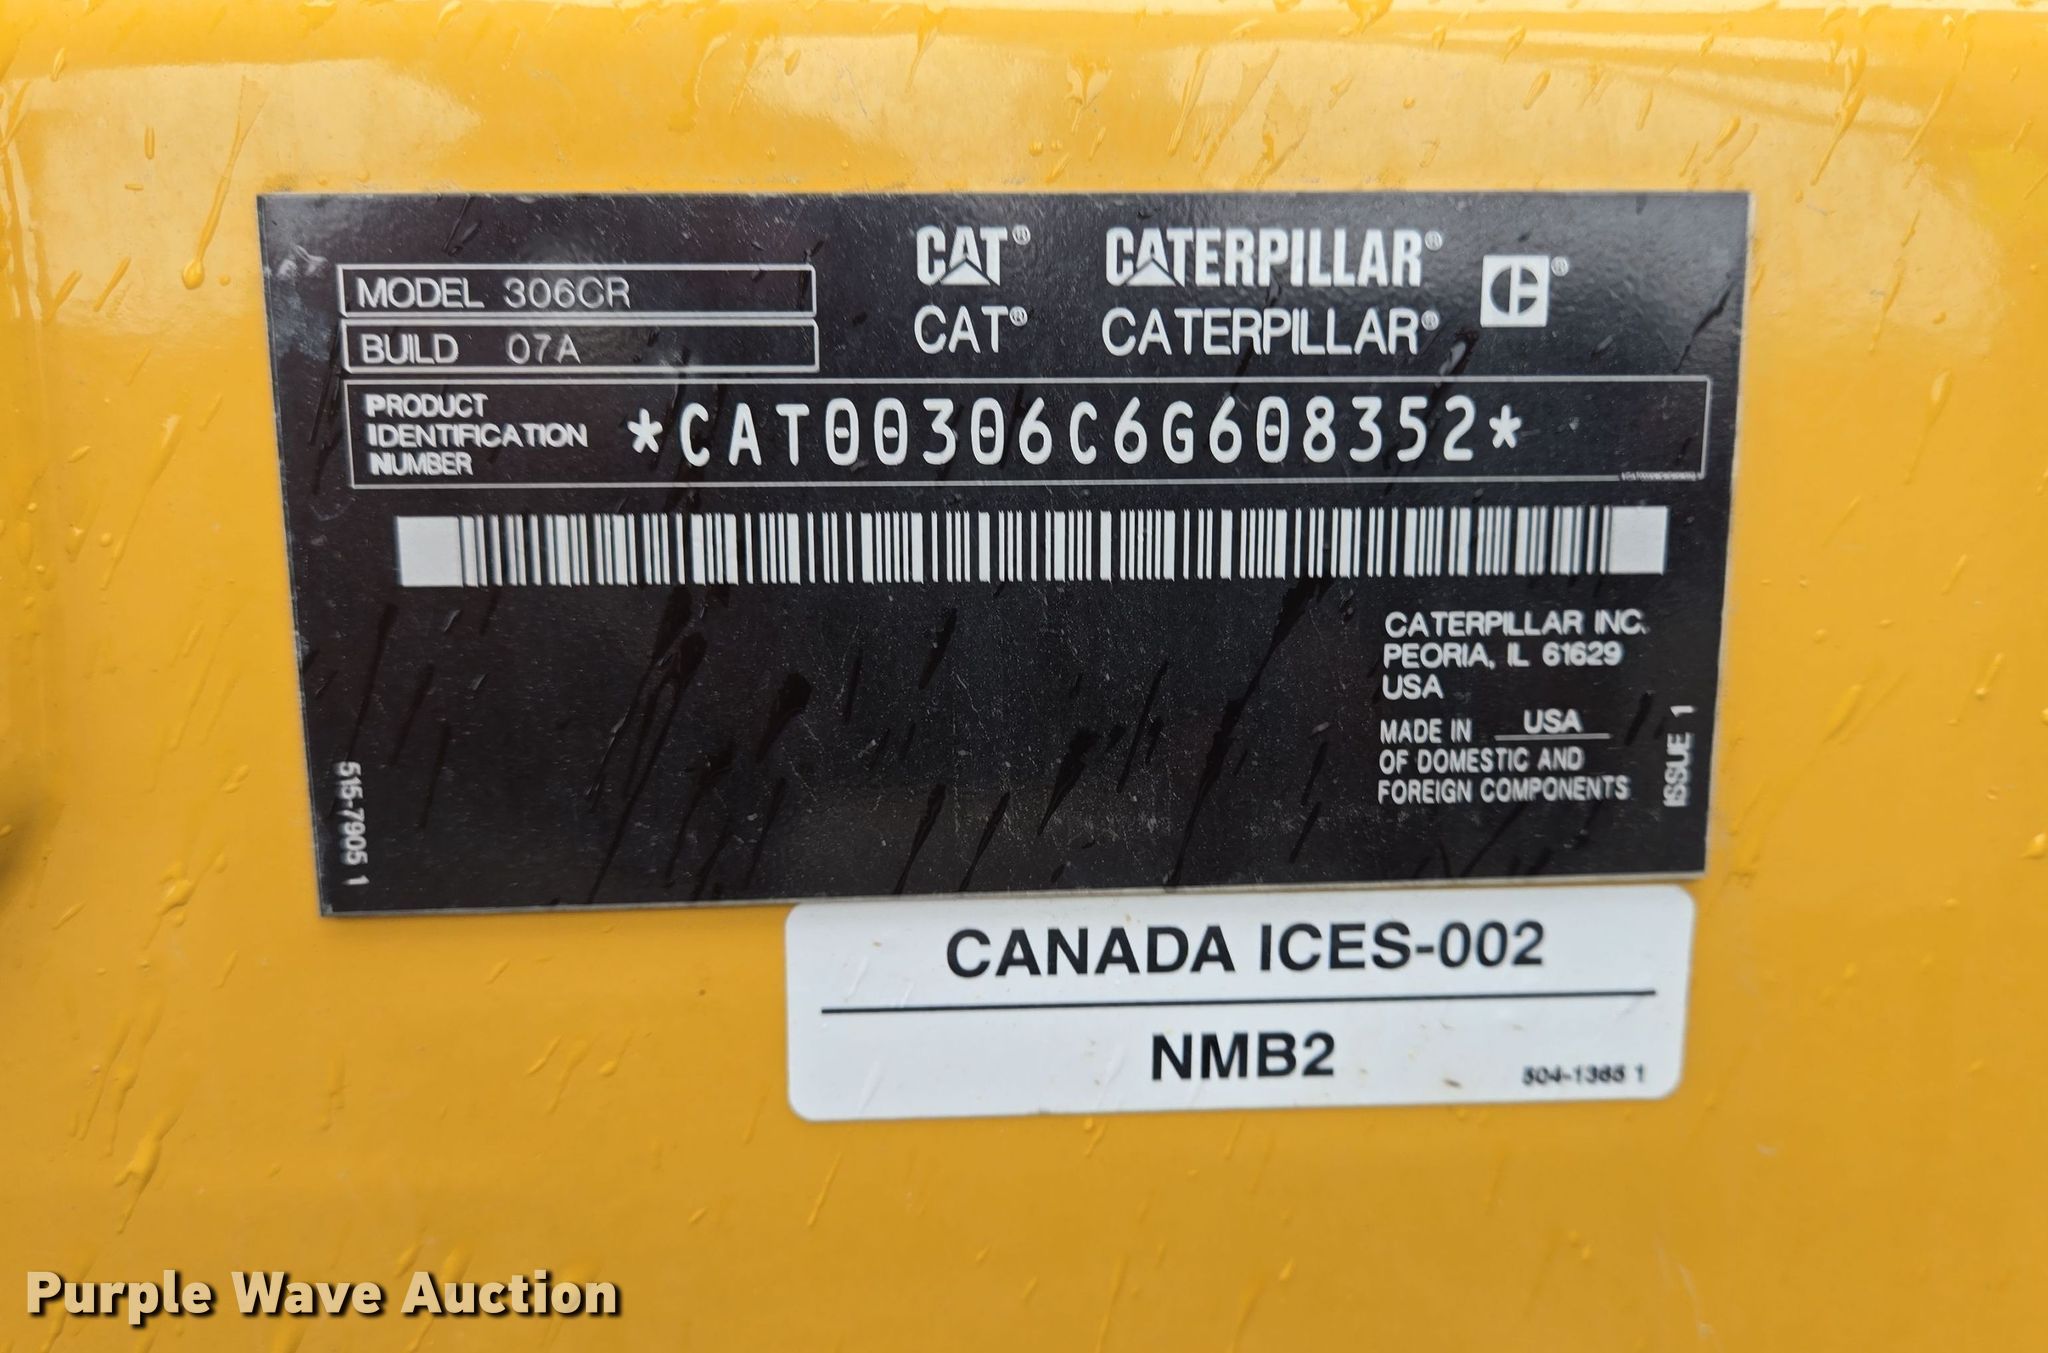 MODEL 306CR
BUILD 07A
CAT® CATERPILLAR®
CAT® CATERPILLAR®
PRODUCT
IDENTIFICATION
NUMBER
*CAT00306C6G608352*
CATERPILLAR INC.
PEORIA, IL 61629
USA
MADE IN USA
OF DOMESTIC AND
FOREIGN COMPONENTS
ISSUE 1
515-7905 1
CANADA ICES-002
NMB2
504-1365 1
Purple Wave Auction